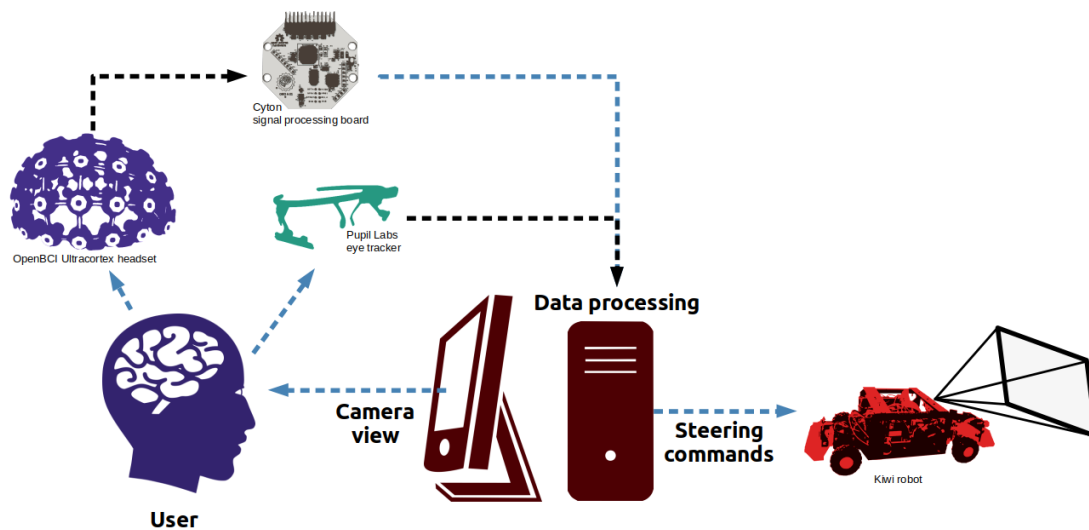 Cyton
signal processing board
OpenBCI Ultracortex headset
Pupil Labs
eye tracker
Data processing
Camera
view
Steering
commands
Kiwi robot
User